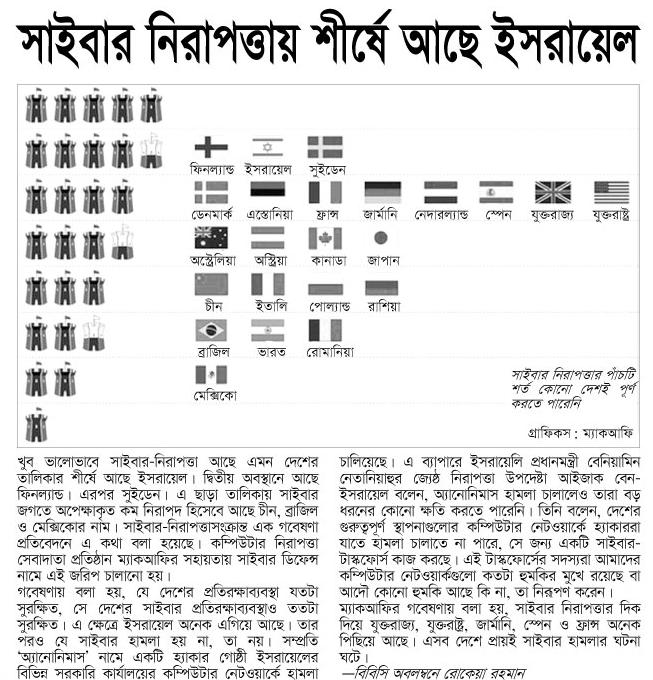 সাইবার নিরাপত্তায় শীর্ষে আছে ইসরায়েল
ফিনল্যান্ড ইসরায়েল সুইডেন
ডেনমার্ক এস্তোনিয়া ফ্রান্স জার্মানি নেদারল্যান্ড স্পেন যুক্তরাজ্য যুক্তরাষ্ট্র
অস্ট্রেলিয়া অস্ট্রিয়া কানাডা জাপান
চীন ইতালি পোল্যান্ড রাশিয়া
ব্রাজিল ভারত রোমানিয়া
মেক্সিকো
সাইবার নিরাপত্তার পাঁচটি
শর্ত কোনো দেশই পূর্ণ
করতে পারেনি
গ্রাফিকস : ম্যাকআফি
খুব ভালোভাবে সাইবার-নিরাপত্তা আছে এমন দেশের
তালিকার শীর্ষে আছে ইসরায়েল। দ্বিতীয় অবস্থানে আছে
ফিনল্যান্ড। এরপর সুইডেন। এ ছাড়া তালিকায় সাইবার
জগতে অপেক্ষাকৃত কম নিরাপদ হিসেবে আছে চীন, ব্রাজিল
ও মেক্সিকোর নাম। সাইবার-নিরাপত্তাসংক্রান্ত এক গবেষণা
প্রতিবেদনে এ কথা বলা হয়েছে। কম্পিউটার নিরাপত্তা
সেবাদাতা প্রতিষ্ঠান ম্যাকআফির সহায়তায় সাইবার ডিফেন্স
নামে এই জরিপ চালানো হয়।
গবেষণায় বলা হয়, যে দেশের প্রতিরক্ষাব্যবস্থা যতটা
সুরক্ষিত, সে দেশের সাইবার প্রতিরক্ষাব্যবস্থাও ততটা
সুরক্ষিত। এ ক্ষেত্রে ইসরায়েল অনেক এগিয়ে আছে। তার
পরও যে সাইবার হামলা হয় না, তা নয়। সম্প্রতি
‘অ্যানোনিমাস’ নামে একটি হ্যাকার গোষ্ঠী ইসরায়েলের
বিভিন্ন সরকারি কার্যালয়ের কম্পিউটার নেটওয়ার্কে হামলা
চালিয়েছে। এ ব্যাপারে ইসরায়েলি প্রধানমন্ত্রী বেনিয়ামিন
নেতানিয়াহুর জ্যেষ্ঠ নিরাপত্তা উপদেষ্টা আইজাক বেন-
ইসরায়েল বলেন, অ্যানোনিমাস হামলা চালালেও তারা বড়
ধরনের কোনো ক্ষতি করতে পারেনি। তিনি বলেন, দেশের
গুরুত্বপূর্ণ স্থাপনাগুলোর কম্পিউটার নেটওয়ার্কে হ্যাকাররা
যাতে হামলা চালাতে না পারে, সে জন্য একটি সাইবার-
টাস্কফোর্স কাজ করছে। এই টাস্কফোর্সের সদস্যরা আমাদের
কম্পিউটার নেটওয়ার্কগুলো কতটা হুমকির মুখে রয়েছে বা
আদৌ কোনো হুমকি আছে কি না, তা নিরূপণ করেন।
ম্যাকআফির গবেষণায় বলা হয়, সাইবার নিরাপত্তার দিক
দিয়ে যুক্তরাজ্য, যুক্তরাষ্ট্র, জার্মানি, স্পেন ও ফ্রান্স অনেক
পিছিয়ে আছে। এসব দেশে প্রায়ই সাইবার হামলার ঘটনা
ঘটে।
—বিবিসি অবলম্বনে রোকেয়া রহমান